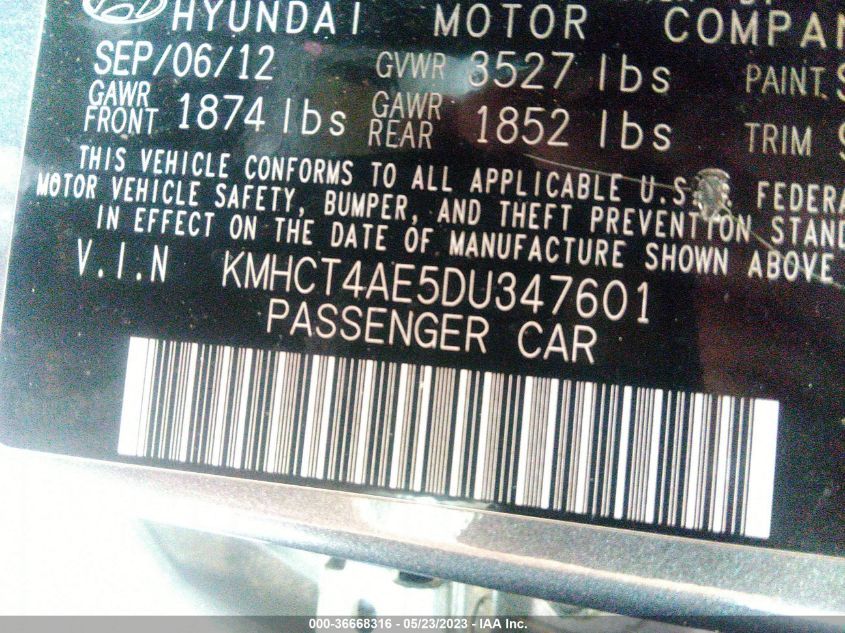 HYUNDAI MOTOR COMPAN
SEP/06/12 GVWR 3527 lbs PAINT
GAWR FRONT 1874 lbs GAWR REAR 1852 lbs TRIM
THIS VEHICLE CONFORMS TO ALL APPLICABLE U.S. FEDERA
MOTOR VEHICLE SAFETY, BUMPER, AND THEFT PREVENTION STAND
IN EFFECT ON THE DATE OF MANUFACTURE SHOWN ABOVE
V.I.N KMHCT4AE5DU347601
PASSENGER CAR
000-36668316 - 05/23/2023 - IAA Inc.